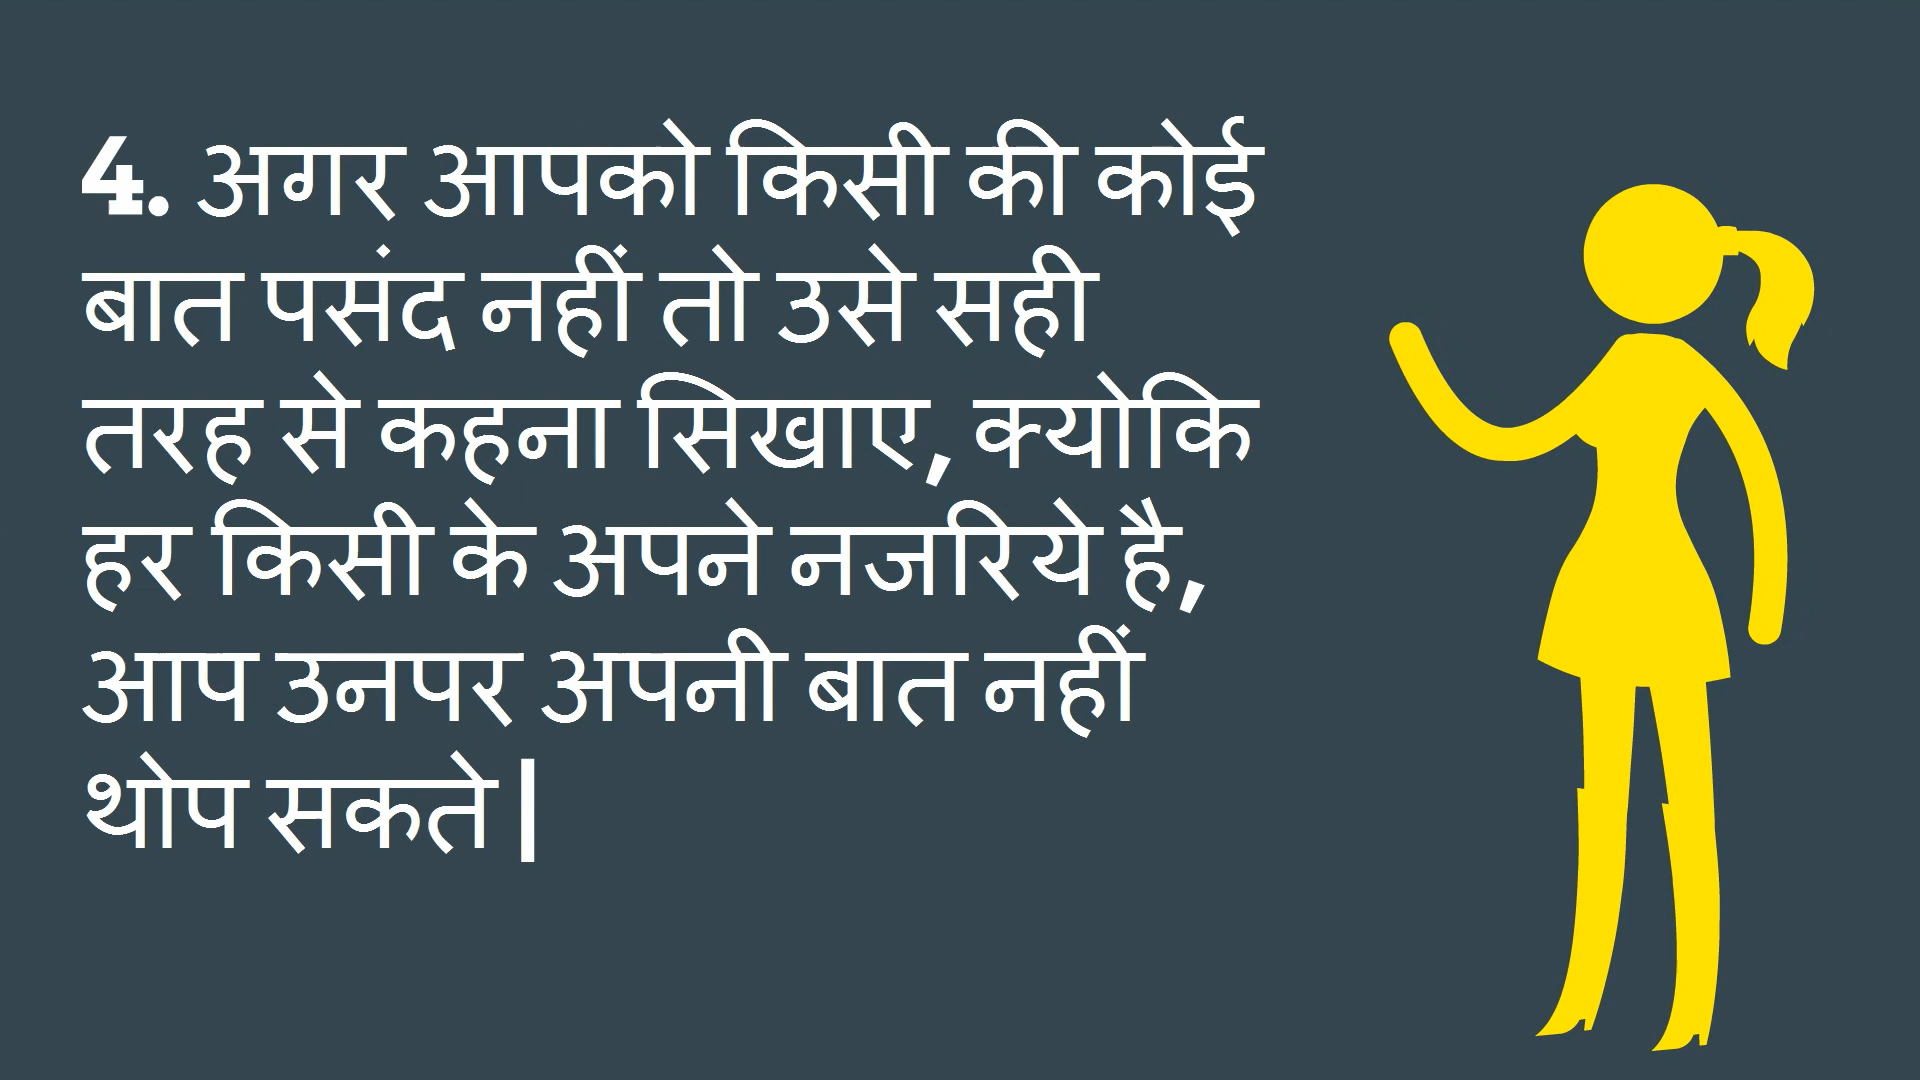 4. अगर आपको किसी की कोई
बात पसंद नहीं तो उसे सही
तरह से कहना सिखाए, क्योकि
हर किसी के अपने नजरिये है,
आप उनपर अपनी बात नहीं
थोप सकते|